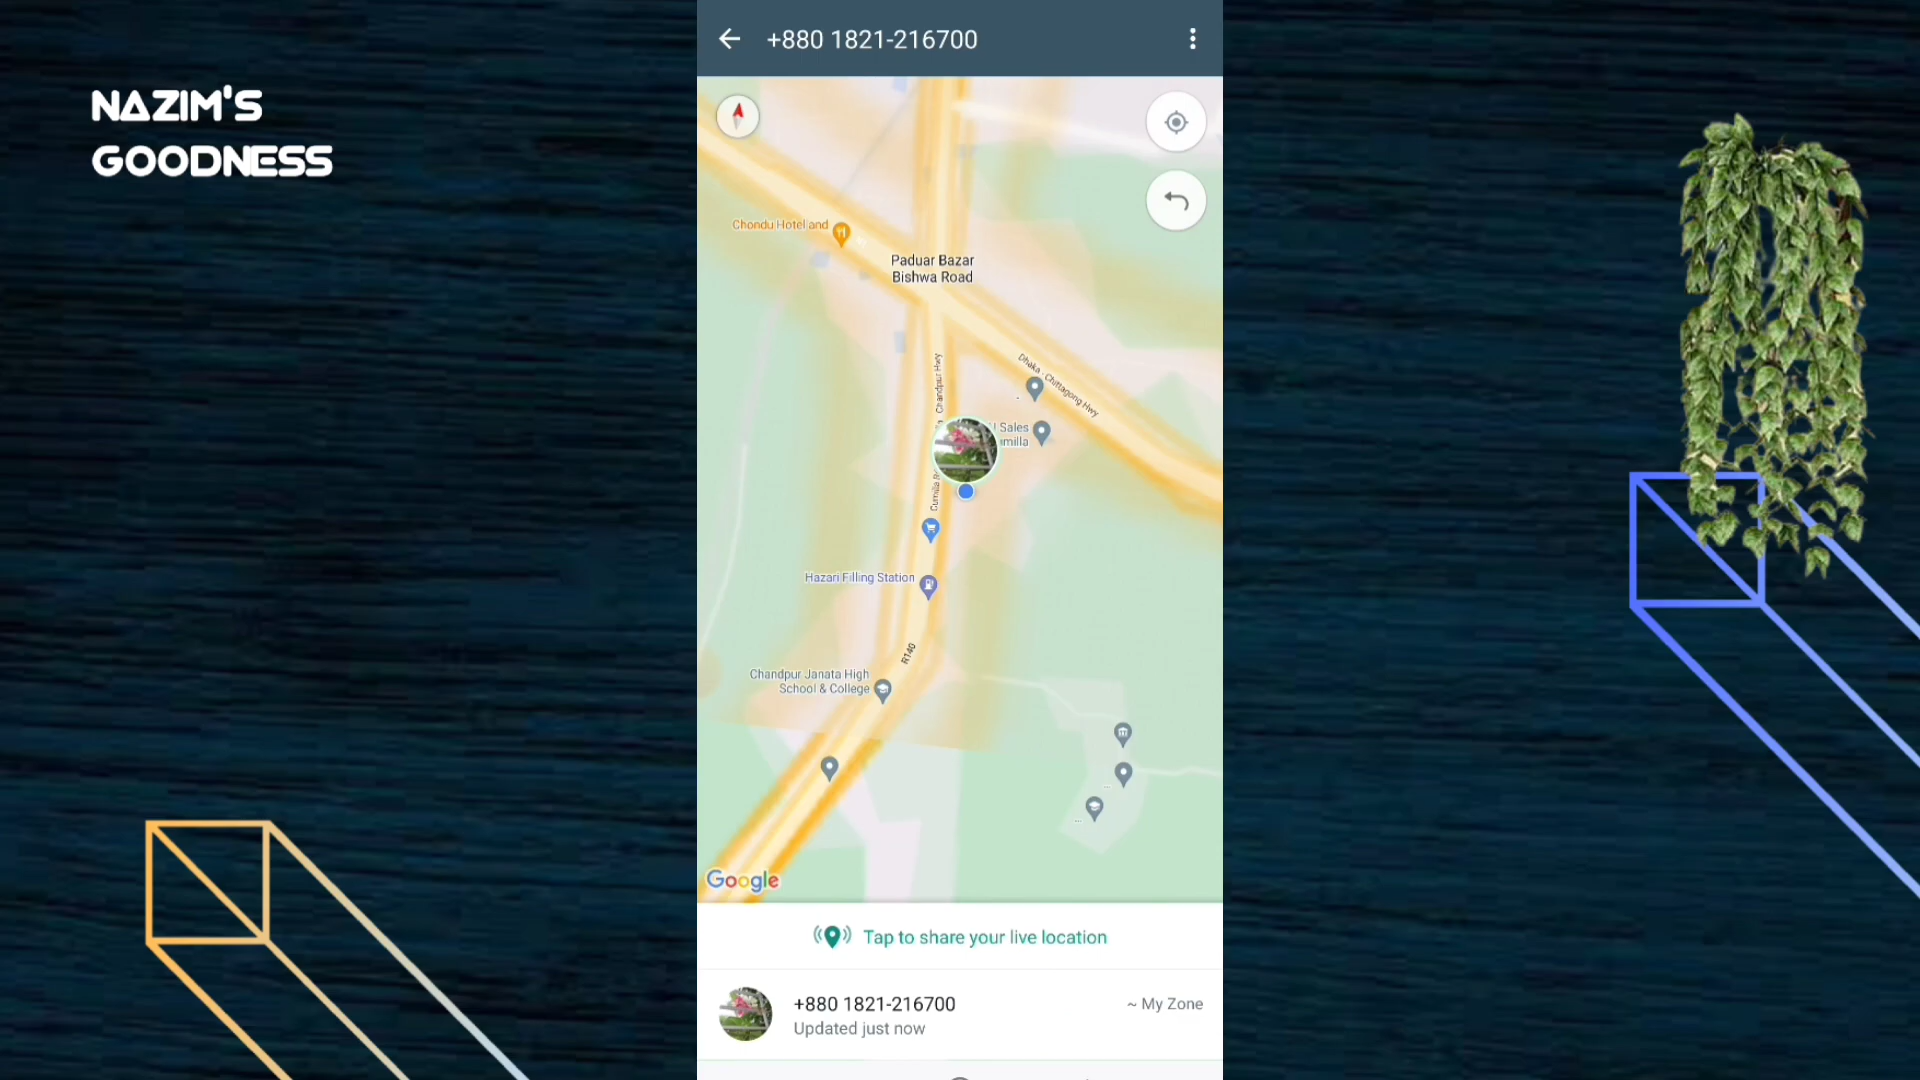 NAZIM'S
GOODNESS
+880 1821-216700
Chondu Hotel and
Paduar Bazar
Bishwa Road
Dhaka - Chittagong Hwy
Chandpur Hwy
Sales
Cumilla
Hazari Filling Station
R140
Chandpur Janata High
School & College
Google
Tap to share your live location
+880 1821-216700
~ My Zone
Updated just now